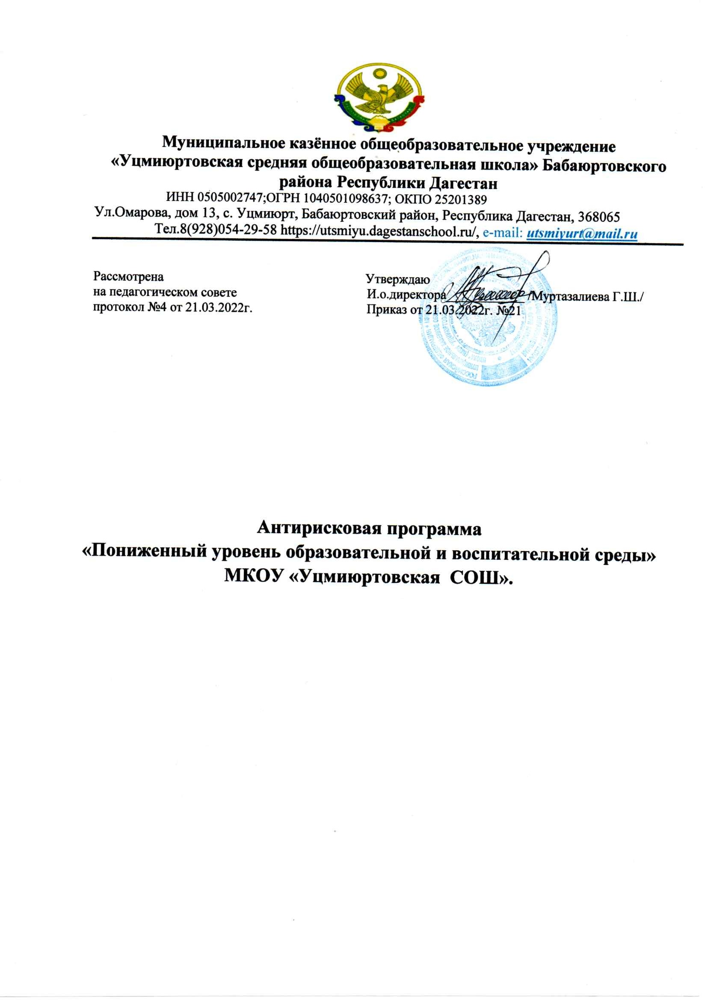 Муниципальное казённое общеобразовательное учреждение
«Уцмиюртовская средняя общеобразовательная школа» Бабаюртовского
района Республики Дагестан
ИНН 0505002747;ОГРН 1040501098637; ОКПО 25201389
Ул.Омарова, дом 13, с. Уцмиюрт, Бабаюртовский район, Республика Дагестан, 368065
Тел.8(928)054-29-58 https://utsmiyu.dagestanschool.ru/, e-mail: utsmiyurt@mail.ru
Рассмотрена
на педагогическом совете
протокол №4 от 21.03.2022г.
Утверждаю
И.о.директора /Муртазалиева Г.Ш./
Приказ от 21.03.2022г. №21
Антирисковая программа
«Пониженный уровень образовательной и воспитательной среды»
МКОУ «Уцмиюртовская СОШ».